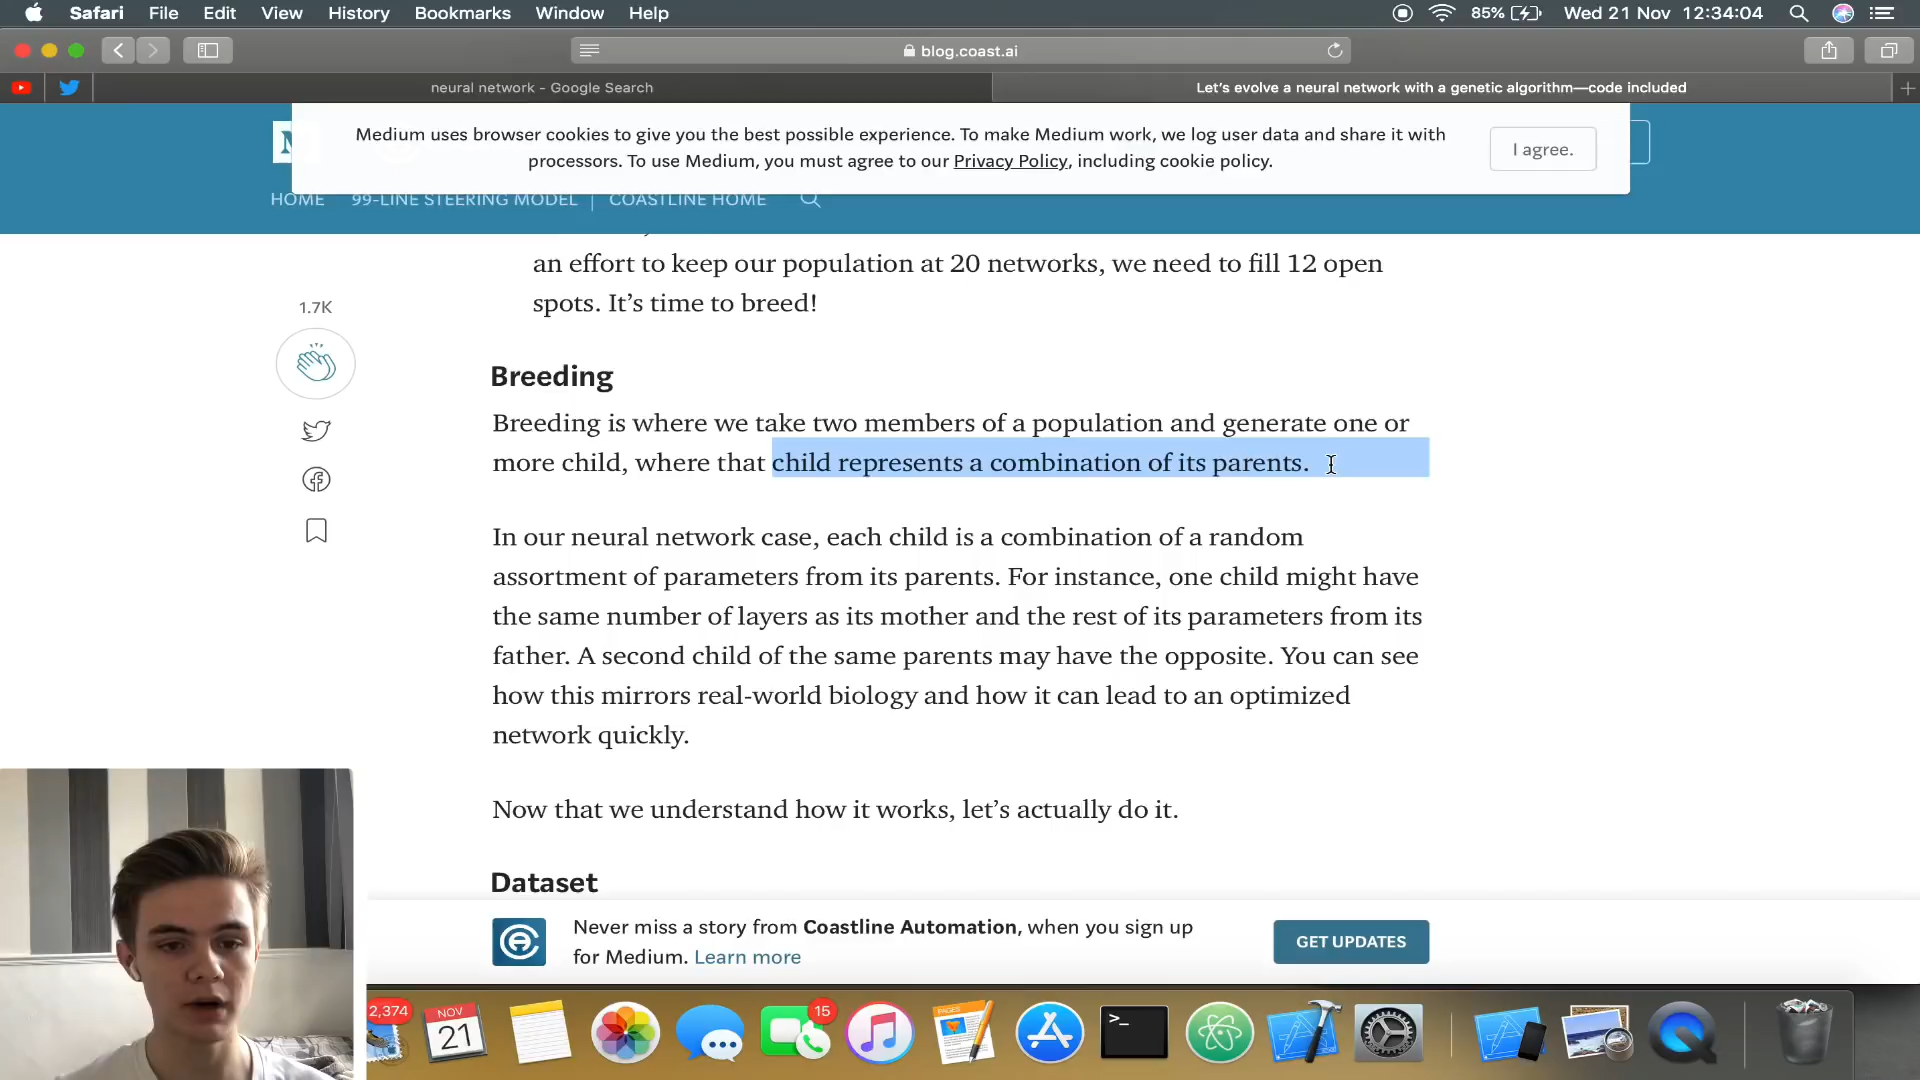 Safari File Edit View History Bookmarks Window Help 85% Wed 21 Nov 12:34:04
blog.coast.ai
neural network - Google Search Let's evolve a neural network with a genetic algorithm—code included
Medium uses browser cookies to give you the best possible experience. To make Medium work, we log user data and share it with
processors. To use Medium, you must agree to our Privacy Policy, including cookie policy.
I agree.
HOME 99-LINE STEERING MODEL COASTLINE HOME
an effort to keep our population at 20 networks, we need to fill 12 open
spots. It's time to breed!
1.7K
Breeding
Breeding is where we take two members of a population and generate one or
more child, where that child represents a combination of its parents.
In our neural network case, each child is a combination of a random
assortment of parameters from its parents. For instance, one child might have
the same number of layers as its mother and the rest of its parameters from its
father. A second child of the same parents may have the opposite. You can see
how this mirrors real-world biology and how it can lead to an optimized
network quickly.
Now that we understand how it works, let's actually do it.
Dataset
Never miss a story from Coastline Automation, when you sign up
for Medium. Learn more
GET UPDATES
2,374
NOV
21
15
PAGES
>_